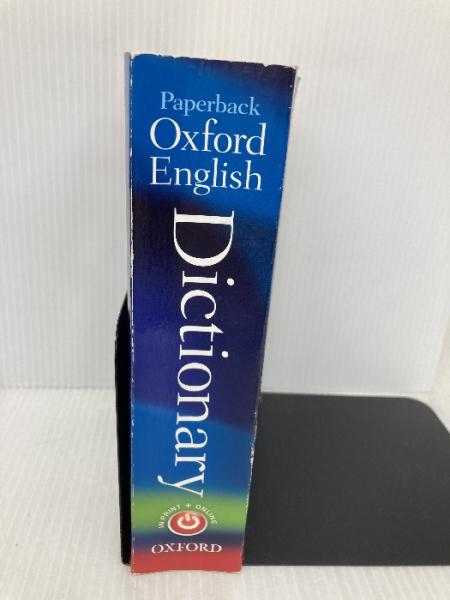 Paperback
Oxford
English
Dictionary
IN PRINT + ONLINE
OXFORD